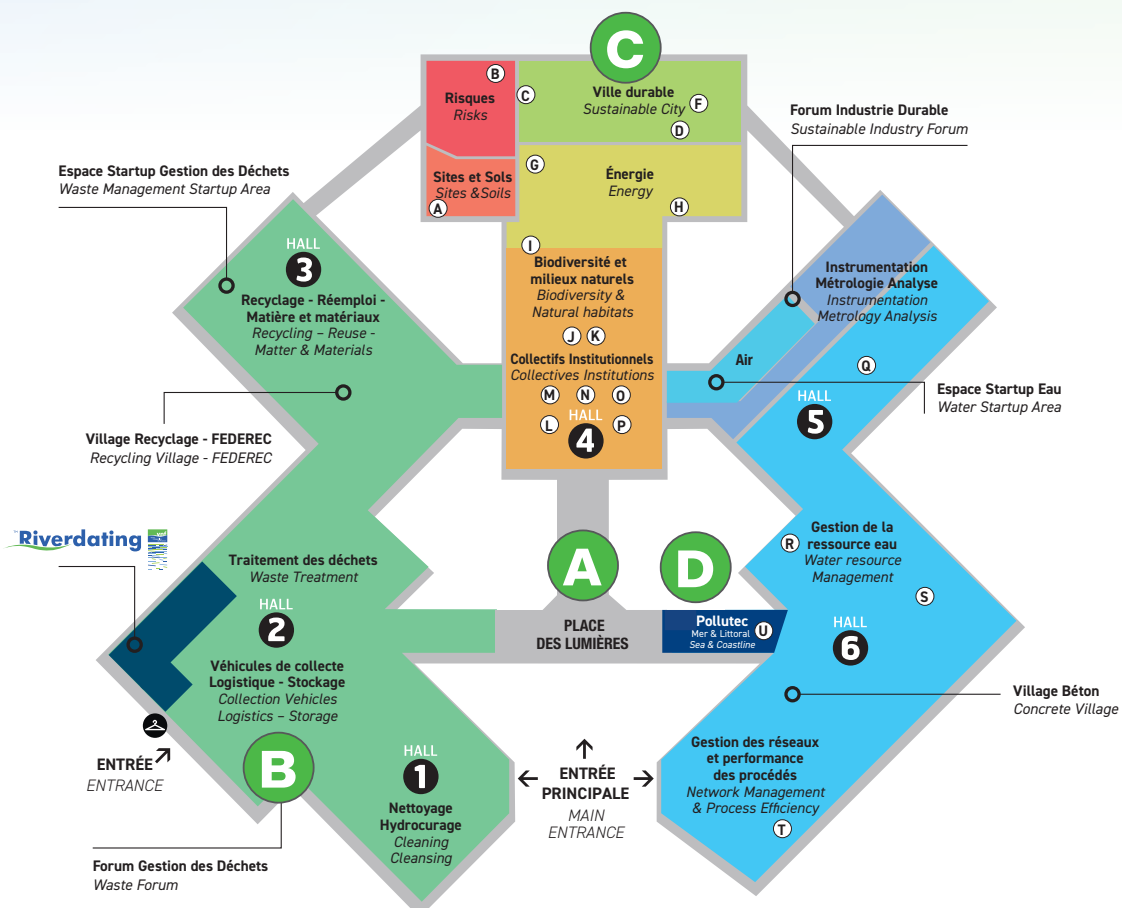 C
B
Risques
Risks
C
Ville durable
Sustainable City
F
D
Forum Industrie Durable
Sustainable Industry Forum
Espace Startup Gestion des Déchets
Waste Management Startup Area
Sites et Sols
Sites &Soils
A
G
Énergie
Energy
H
I
HALL
3
Recyclage - Réemploi -
Matière et matériaux
Recycling – Reuse -
Matter & Materials
Biodiversité et
milieux naturels
Biodiversity &
Natural habitats
J K
Collectifs Institutionnels
Collectives Institutions
M N O
HALL
L P
4
Instrumentation
Métrologie Analyse
Instrumentation
Metrology Analysis
Air
Q
HALL
5
Espace Startup Eau
Water Startup Area
Village Recyclage - FEDEREC
Recycling Village - FEDEREC
Riverdating
Traitement des déchets
Waste Treatment
HALL
2
Véhicules de collecte
Logistique - Stockage
Collection Vehicles
Logistics – Storage
A
D
PLACE
DES LUMIÈRES
Pollutec
Mer & Littoral
Sea & Coastline
U
Gestion de la
ressource eau
Water resource
Management
R
S
HALL
6
Village Béton
Concrete Village
ENTRÉE
ENTRANCE
B
HALL
1
Nettoyage
Hydrocurage
Cleaning
Cleansing
ENTRÉE
PRINCIPALE
MAIN
ENTRANCE
Gestion des réseaux
et performance
des procédés
Network Management
& Process Efficiency
T
Forum Gestion des Déchets
Waste Forum